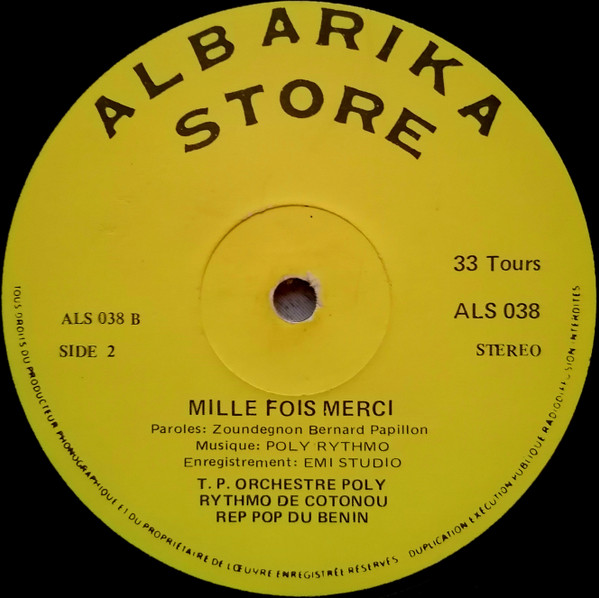 ALBARIKA
STORE
33 Tours
ALS 038 B
ALS 038
SIDE 2
STEREO
MILLE FOIS MERCI
Paroles: Zoundegnon Bernard Papillon
Musique: POLY RYTHMO
Enregistrement: EMI STUDIO
T. P. ORCHESTRE POLY
RYTHMO DE COTONOU
REP POP DU BENIN
TOUS DROITS DU PRODUCTEUR PHONOGRAPHIQUE ET DU PROPRIÉTAIRE DE L'ŒUVRE ENREGISTRÉE RÉSERVÉS DUPLICATION EXÉCUTION PUBLIQUE RADIODIFFUSION INTERDITES